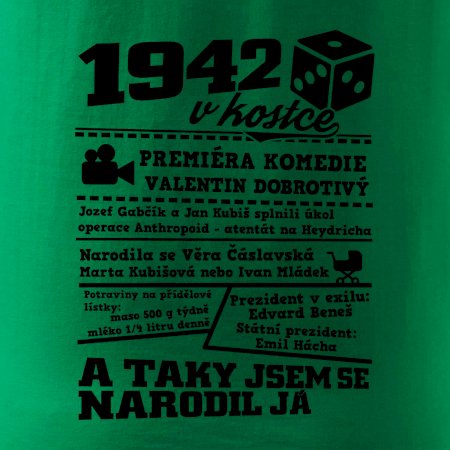 1942
v kostce
PREMIÉRA KOMEDIE
VALENTIN DOBROTIVÝ
Jozef Gabčík a Jan Kubiš splnili úkol
operace Anthropoid - atentát na Heydricha
Narodila se Věra Čáslavská
Marta Kubišová nebo Ivan Mládek
Potraviny na přídělové
lístky:
maso 500 g týdně
mléko 1/4 litru denně
Prezident v exilu:
Edvard Beneš
Státní prezident:
Emil Hácha
A TAKY JSEM SE
NARODIL JÁ